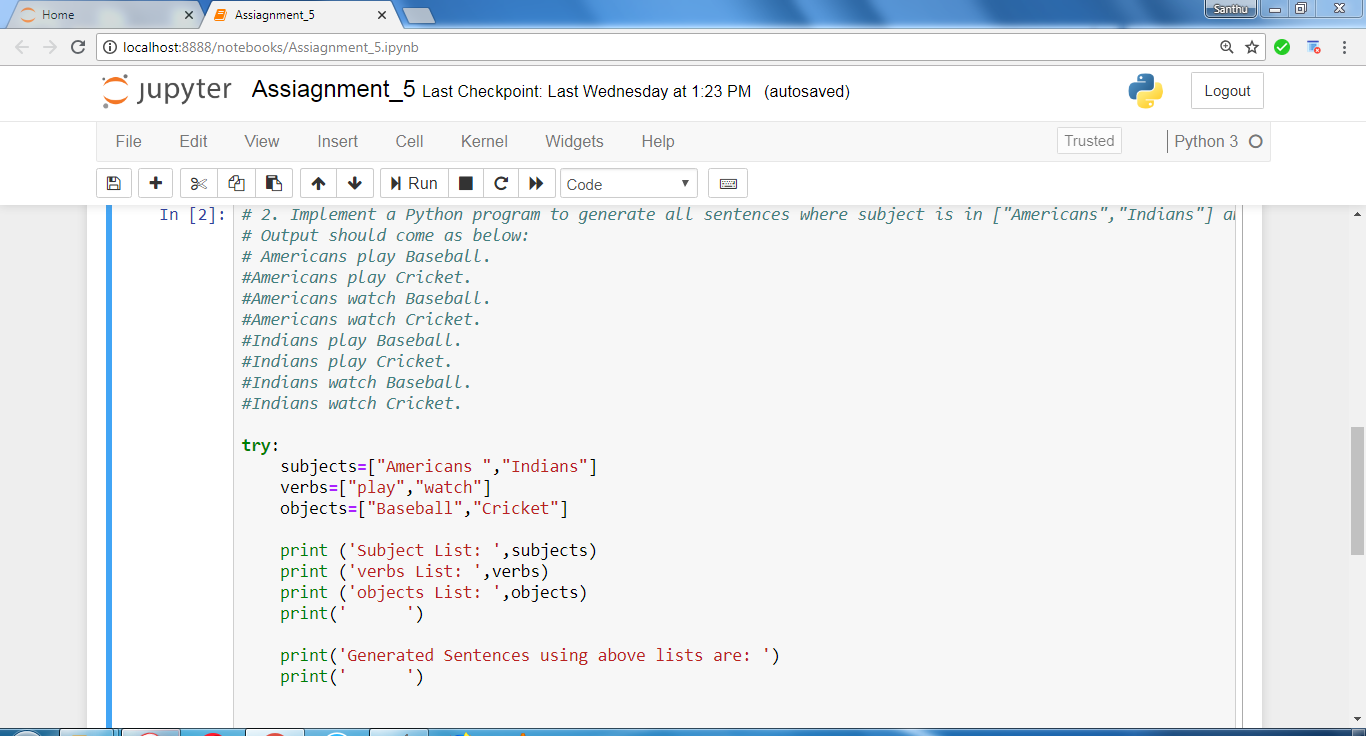 Home
Assiagnment_5
Santhu
localhost:8888/notebooks/Assiagnment_5.ipynb
jupyter Assiagnment_5 Last Checkpoint: Last Wednesday at 1:23 PM (autosaved)
Logout
File Edit View Insert Cell Kernel Widgets Help
Trusted
Python 3
Run
Code
In [2]: # 2. Implement a Python program to generate all sentences where subject is in ["Americans","Indians"]
# Output should come as below:
# Americans play Baseball.
#Americans play Cricket.
#Americans watch Baseball.
#Americans watch Cricket.
#Indians play Baseball.
#Indians play Cricket.
#Indians watch Baseball.
#Indians watch Cricket.
try:
    subjects=["Americans ","Indians"]
    verbs=["play","watch"]
    objects=["Baseball","Cricket"]
    print ('Subject List: ',subjects)
    print ('verbs List: ',verbs)
    print ('objects List: ',objects)
    print('      ')
    print('Generated Sentences using above lists are: ')
    print('      ')